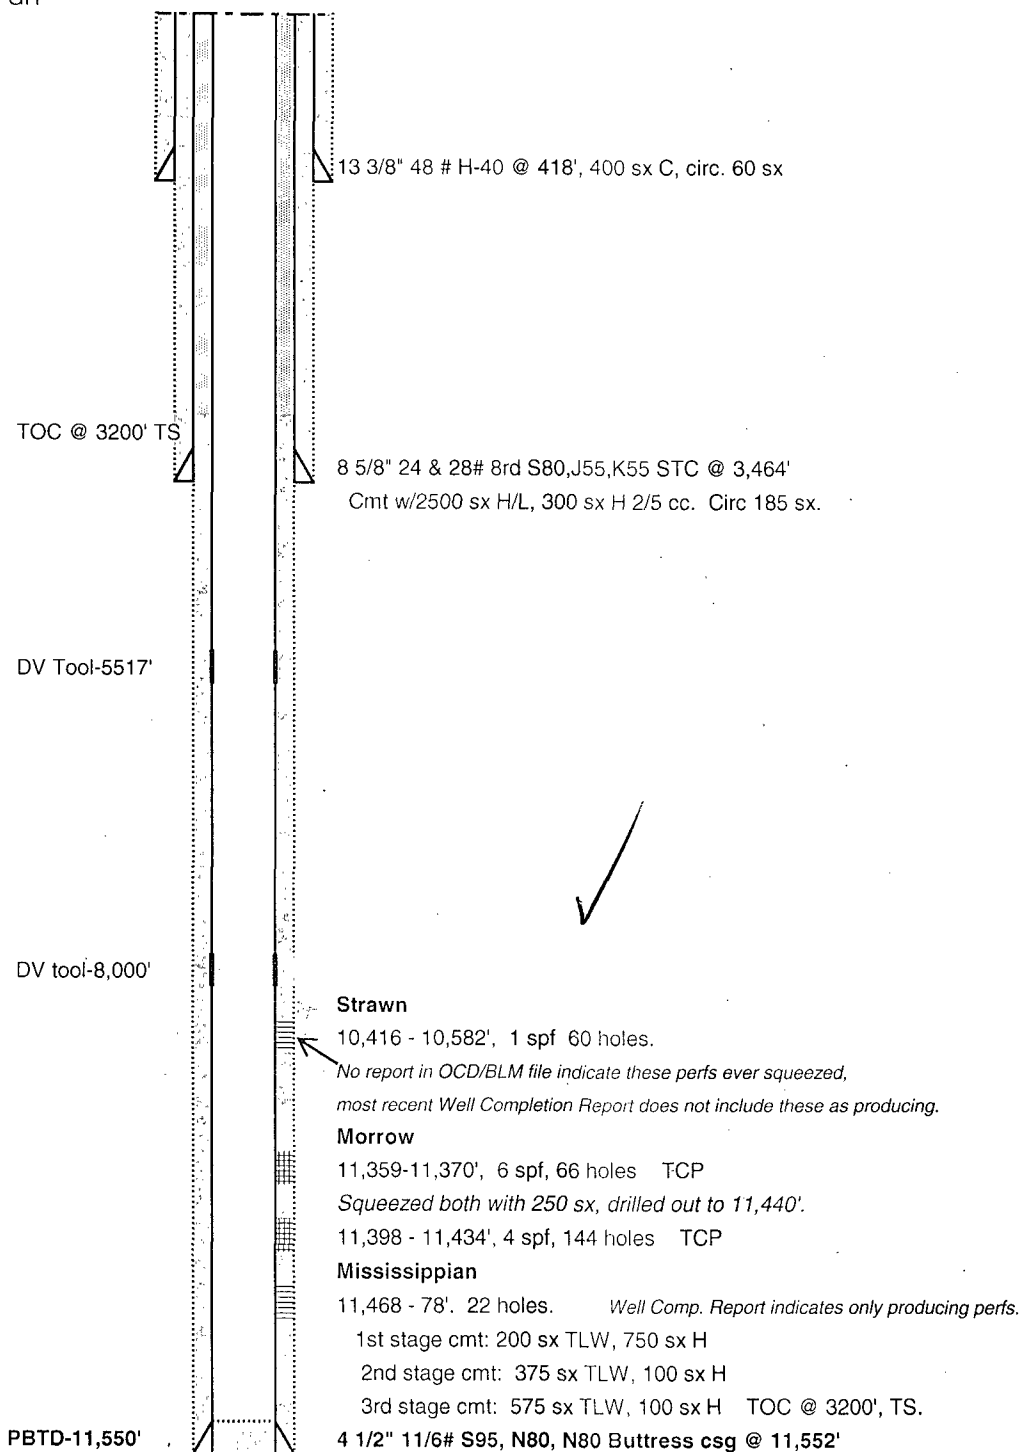 13 3/8" 48 # H-40 @ 418', 400 sx C, circ. 60 sx
TOC @ 3200' TS
8 5/8" 24 & 28# 8rd S80,J55,K55 STC @ 3,464'
Cmt w/2500 sx H/L, 300 sx H 2/5 cc. Circ 185 sx.
DV Tool-5517'
DV tool-8,000'
Strawn
10,416 - 10,582', 1 spf 60 holes.
No report in OCD/BLM file indicate these perfs ever squeezed,
most recent Well Completion Report does not include these as producing.
Morrow
11,359-11,370', 6 spf, 66 holes TCP
Squeezed both with 250 sx, drilled out to 11,440'.
11,398 - 11,434', 4 spf, 144 holes TCP
Mississippian
11,468 - 78'. 22 holes. Well Comp. Report indicates only producing perfs.
1st stage cmt: 200 sx TLW, 750 sx H
2nd stage cmt: 375 sx TLW, 100 sx H
3rd stage cmt: 575 sx TLW, 100 sx H TOC @ 3200', TS.
PBTD-11,550' 4 1/2" 11/6# S95, N80, N80 Buttress csg @ 11,552'